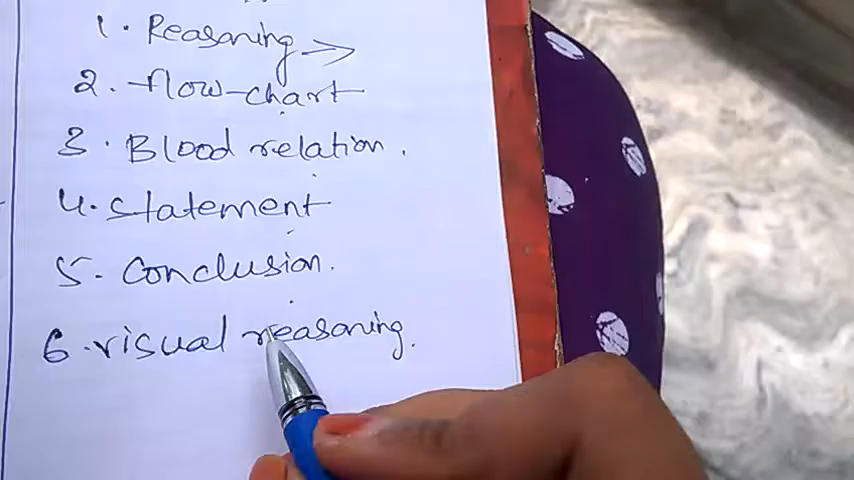 1. Reasoning →
2. flow-chart
3. Blood relation.
4. statement
5. Conclusion.
6. visual reasoning.